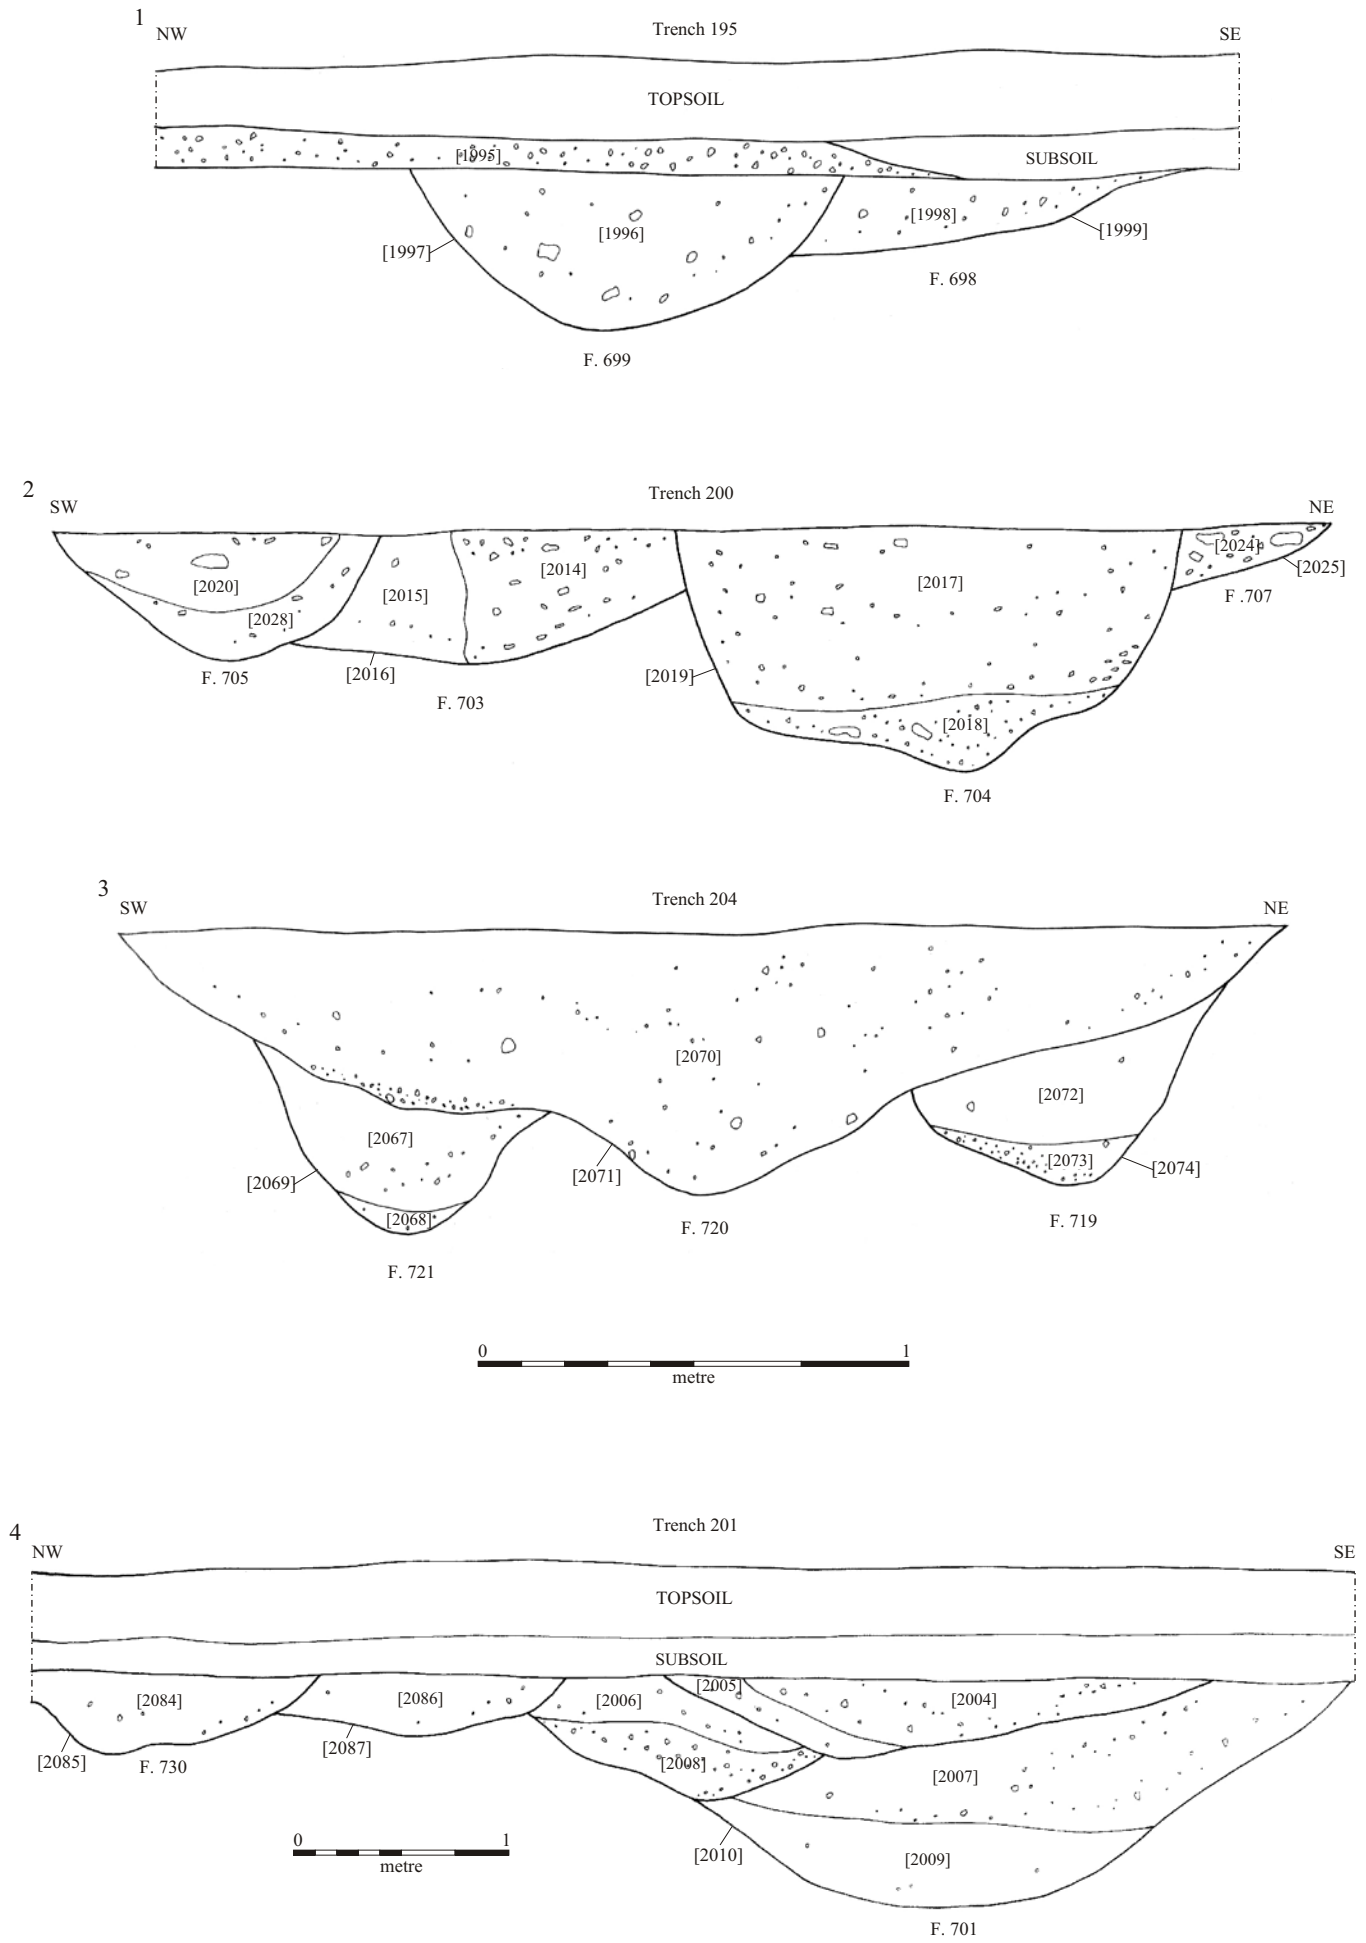 1
NW
Trench 195
SE
TOPSOIL
[1995]
SUBSOIL
[1996]
[1998]
[1997]
[1999]
F. 698
F. 699
2
SW
Trench 200
NE
[2020]
[2015]
[2014]
[2017]
[2024]
[2025]
[2028]
F .707
F. 705
[2016]
[2019]
F. 703
[2018]
F. 704
3
SW
Trench 204
NE
[2070]
[2072]
[2067]
[2073]
[2074]
[2069]
[2071]
[2068]
F. 720
F. 719
F. 721
0
1
metre
4
NW
Trench 201
SE
TOPSOIL
SUBSOIL
[2084]
[2086]
[2006]
[2005]
[2004]
[2085]
F. 730
[2087]
[2008]
[2007]
0
1
metre
[2010]
[2009]
F. 701